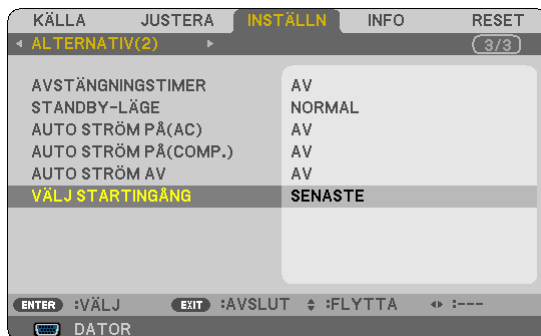 KÄLLA JUSTERA INSTÄLLN INFO RESET
ALTERNATIV(2) 3/3
AVSTÄNGNINGSTIMER AV
STANDBY-LÄGE NORMAL
AUTO STRÖM PÅ(AC) AV
AUTO STRÖM PÅ(COMP.) AV
AUTO STRÖM AV AV
VÄLJ STARTINGÅNG SENASTE
ENTER :VÄLJ EXIT :AVSLUT :FLYTTA :---
DATOR